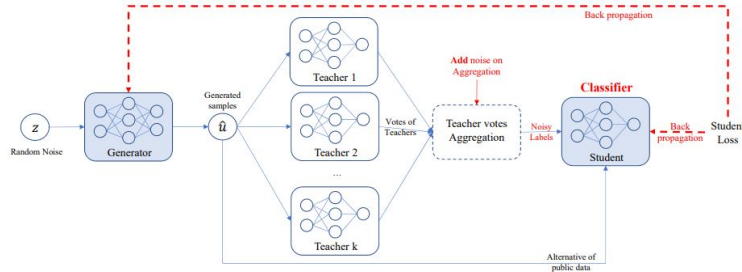 Back propagation
Teacher 1
Add noise on
Aggregation
Classifier
Generated
samples
z
û
Random Noise
Generator
Teacher 2
Votes of
Teachers
Teacher votes
Aggregation
Noisy
Labels
Student
Back
propagation
Student
Loss
...
Teacher k
Alternative of
public data